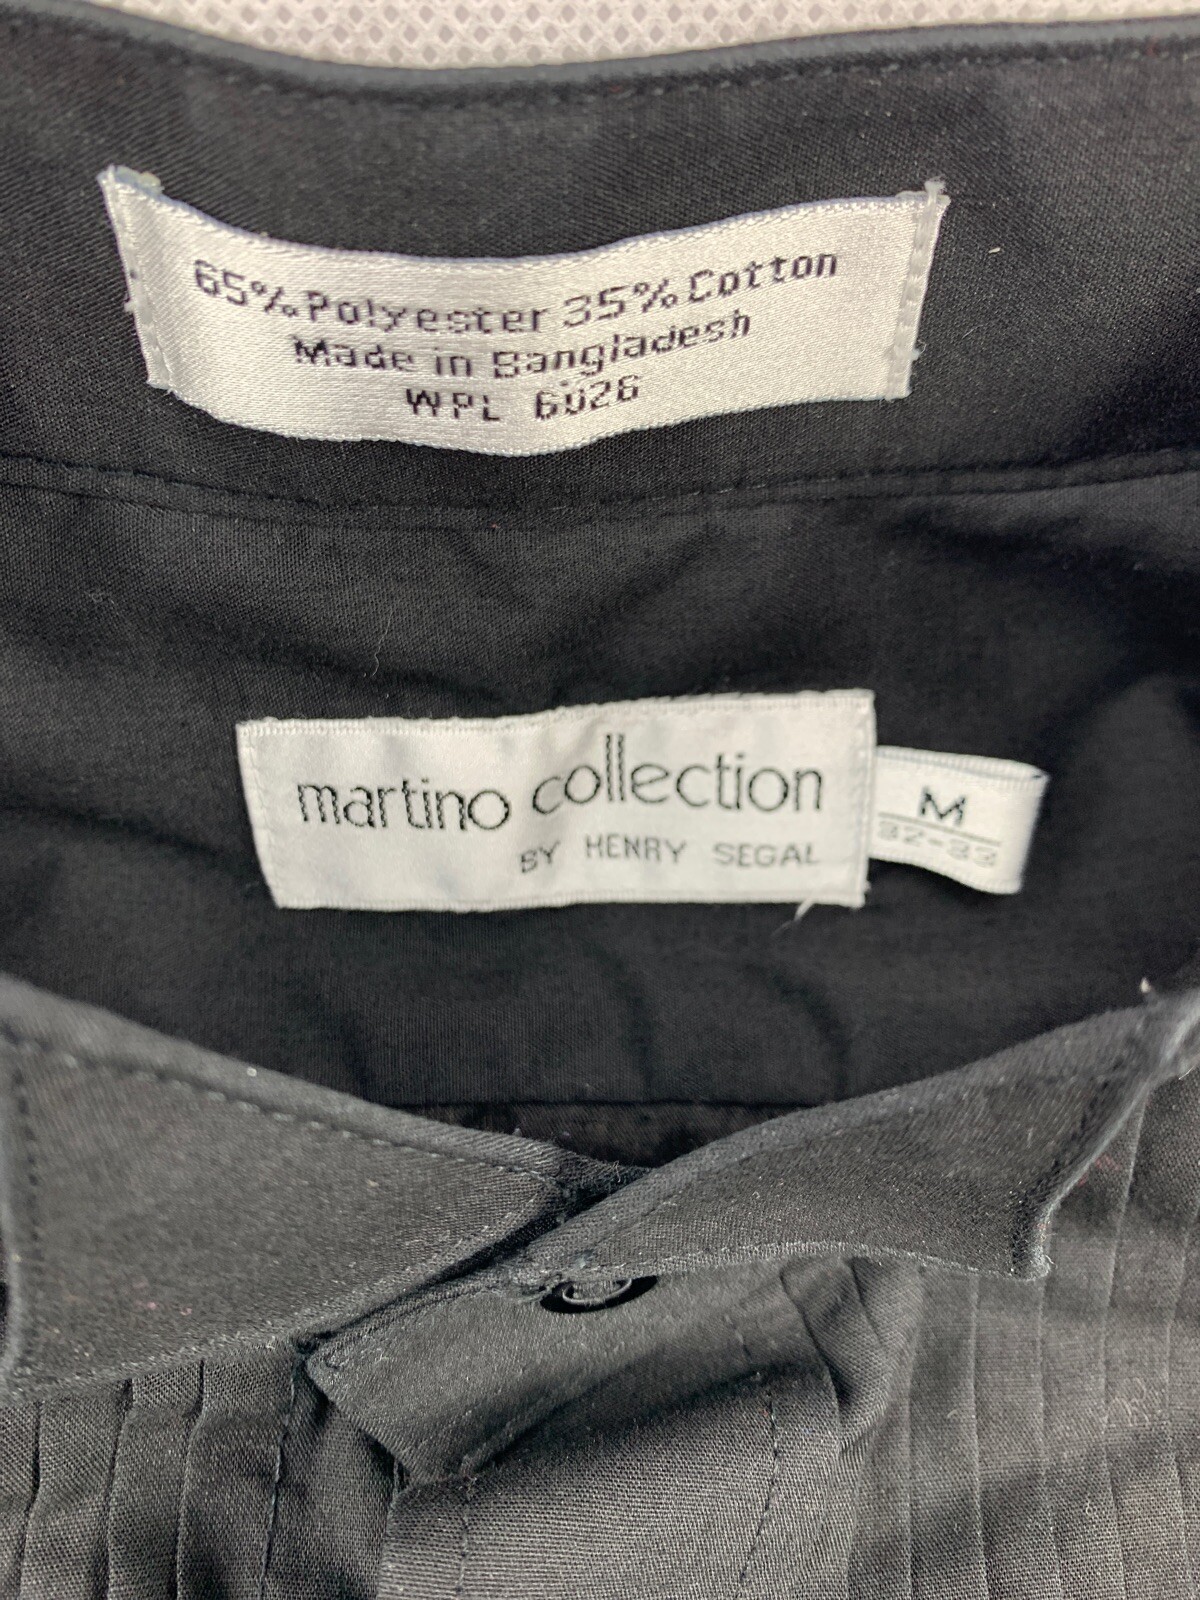 65% Polyester 35% Cotton
Made in Bangladesh
WPL 6026
martino collection
BY HENRY SEGAL
M
32-33